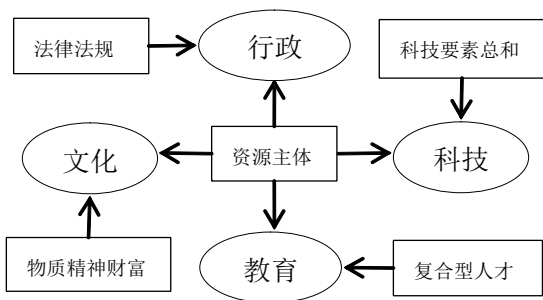 法律法规
行政
科技要素总和
文化
资源主体
科技
物质精神财富
教育
复合型人才